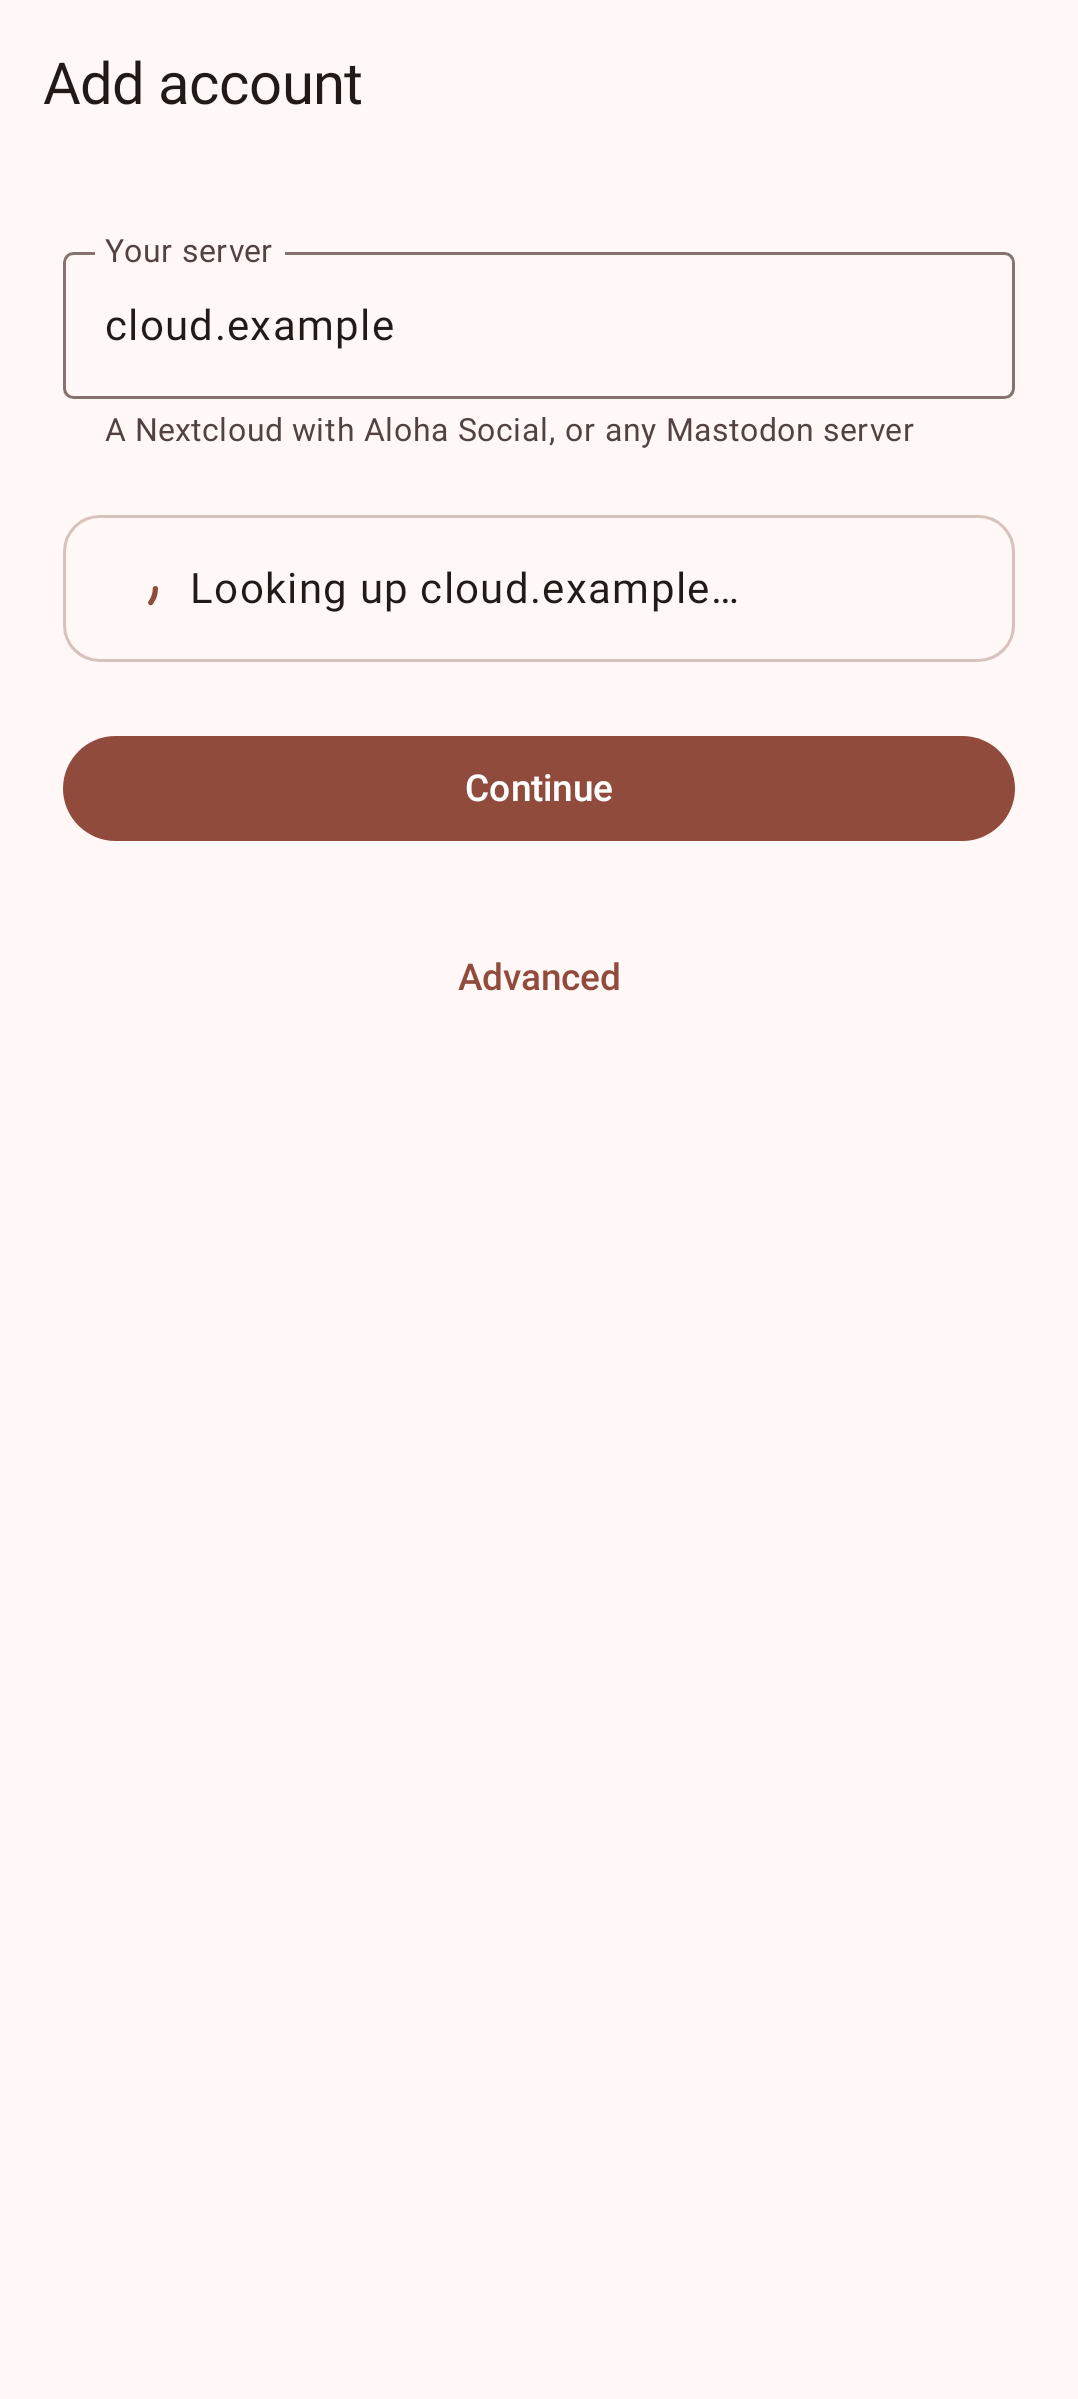 Add account
Your server
cloud.example
A Nextcloud with Aloha Social, or any Mastodon server
Looking up cloud.example…
Continue
Advanced